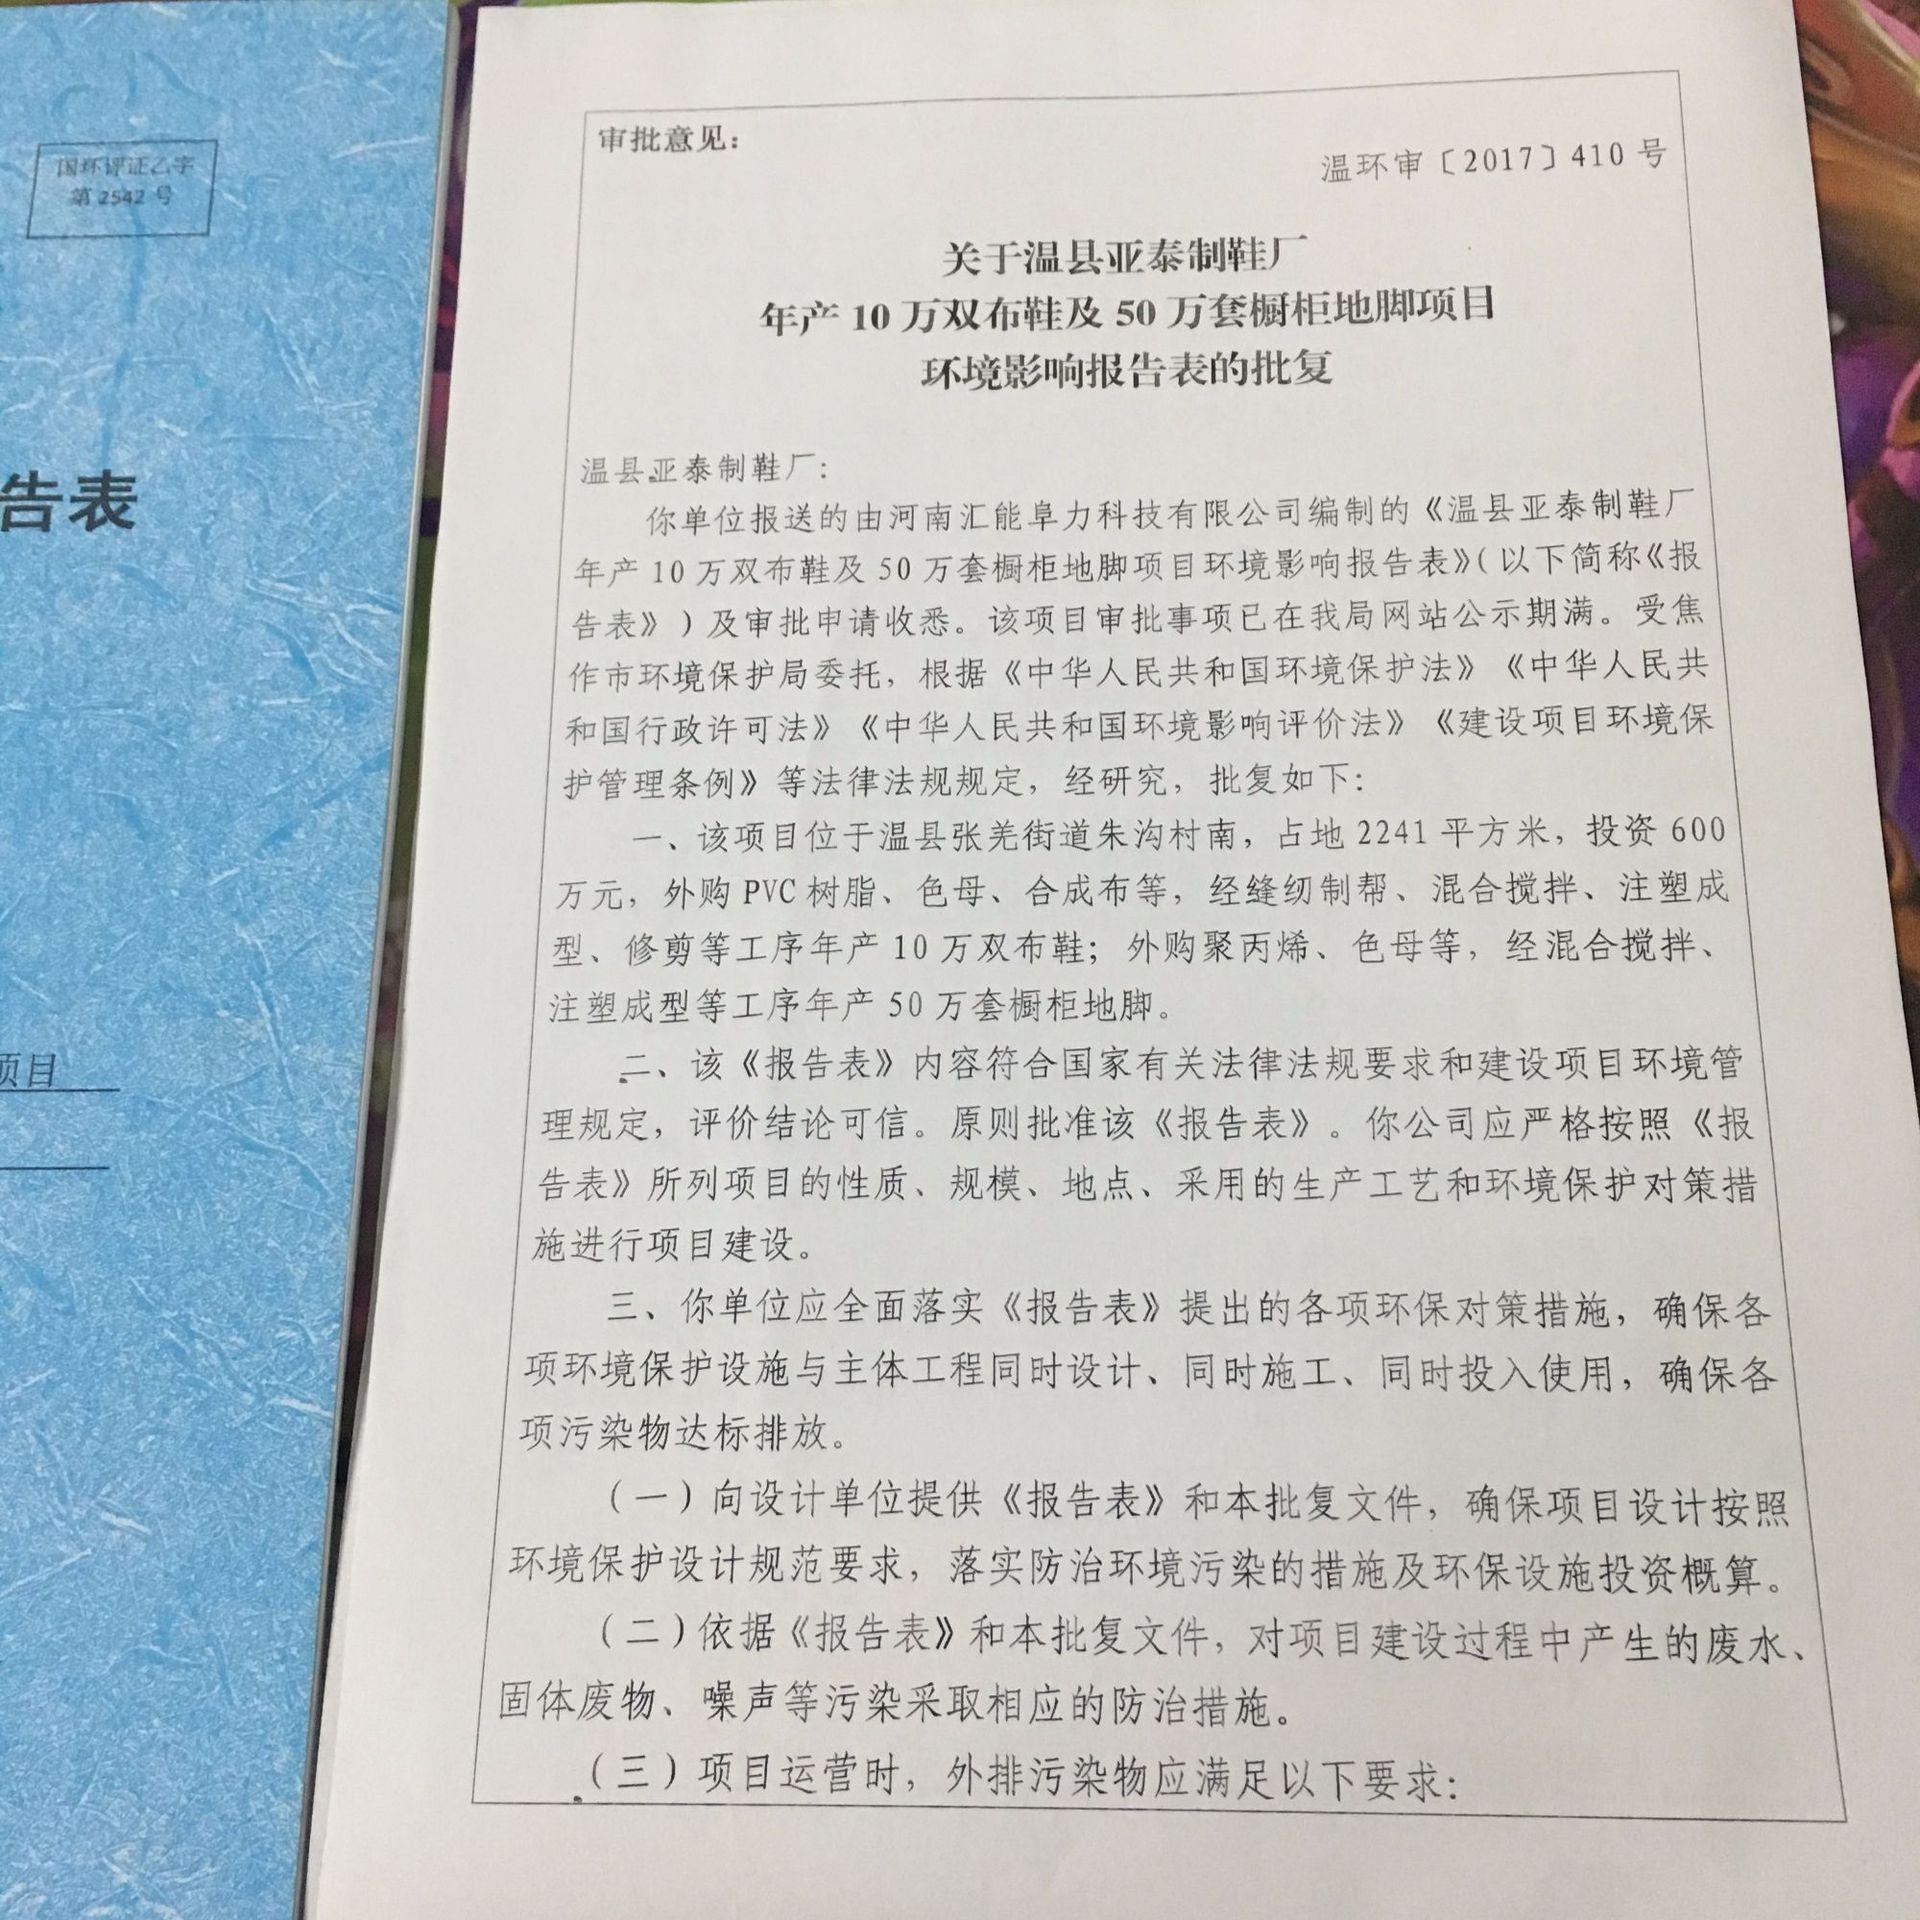 国环评证乙字
第 2542 号
告表
项目
审批意见：
温环审〔2017〕410 号
关于温县亚泰制鞋厂
年产 10 万双布鞋及 50 万套橱柜地脚项目
环境影响报告表的批复
温县亚泰制鞋厂：
你单位报送的由河南汇能阜力科技有限公司编制的《温县亚泰制鞋厂
年产 10 万双布鞋及 50 万套橱柜地脚项目环境影响报告表》（以下简称《报
告表》）及审批申请收悉。该项目审批事项已在我局网站公示期满。受焦
作市环境保护局委托，根据《中华人民共和国环境保护法》《中华人民共
和国行政许可法》《中华人民共和国环境影响评价法》《建设项目环境保
护管理条例》等法律法规规定，经研究，批复如下：
一、该项目位于温县张羌街道朱沟村南，占地 2241 平方米，投资 600
万元，外购 PVC 树脂、色母、合成布等，经缝纫制帮、混合搅拌、注塑成
型、修剪等工序年产 10 万双布鞋；外购聚丙烯、色母等，经混合搅拌、
注塑成型等工序年产 50 万套橱柜地脚。
二、该《报告表》内容符合国家有关法律法规要求和建设项目环境管
理规定，评价结论可信。原则批准该《报告表》。你公司应严格按照《报
告表》所列项目的性质、规模、地点、采用的生产工艺和环境保护对策措
施进行项目建设。
三、你单位应全面落实《报告表》提出的各项环保对策措施，确保各
项环境保护设施与主体工程同时设计、同时施工、同时投入使用，确保各
项污染物达标排放。
（一）向设计单位提供《报告表》和本批复文件，确保项目设计按照
环境保护设计规范要求，落实防治环境污染的措施及环保设施投资概算。
（二）依据《报告表》和本批复文件，对项目建设过程中产生的废水、
固体废物、噪声等污染采取相应的防治措施。
（三）项目运营时，外排污染物应满足以下要求：